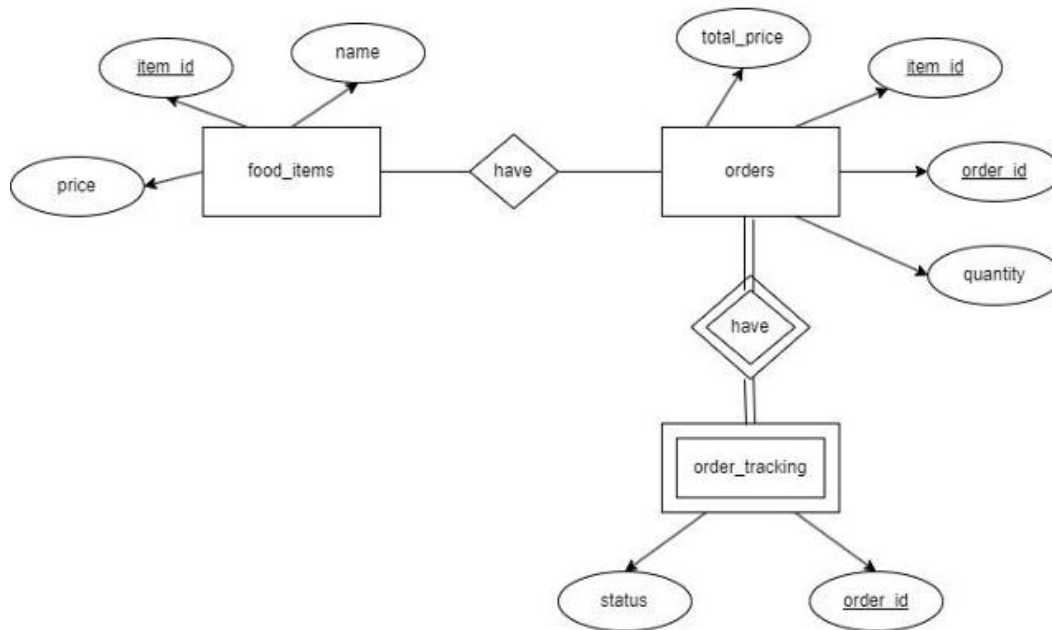 total_price
name
item_id
item_id
food_items
have
orders
order_id
price
quantity
have
order_tracking
status
order_id